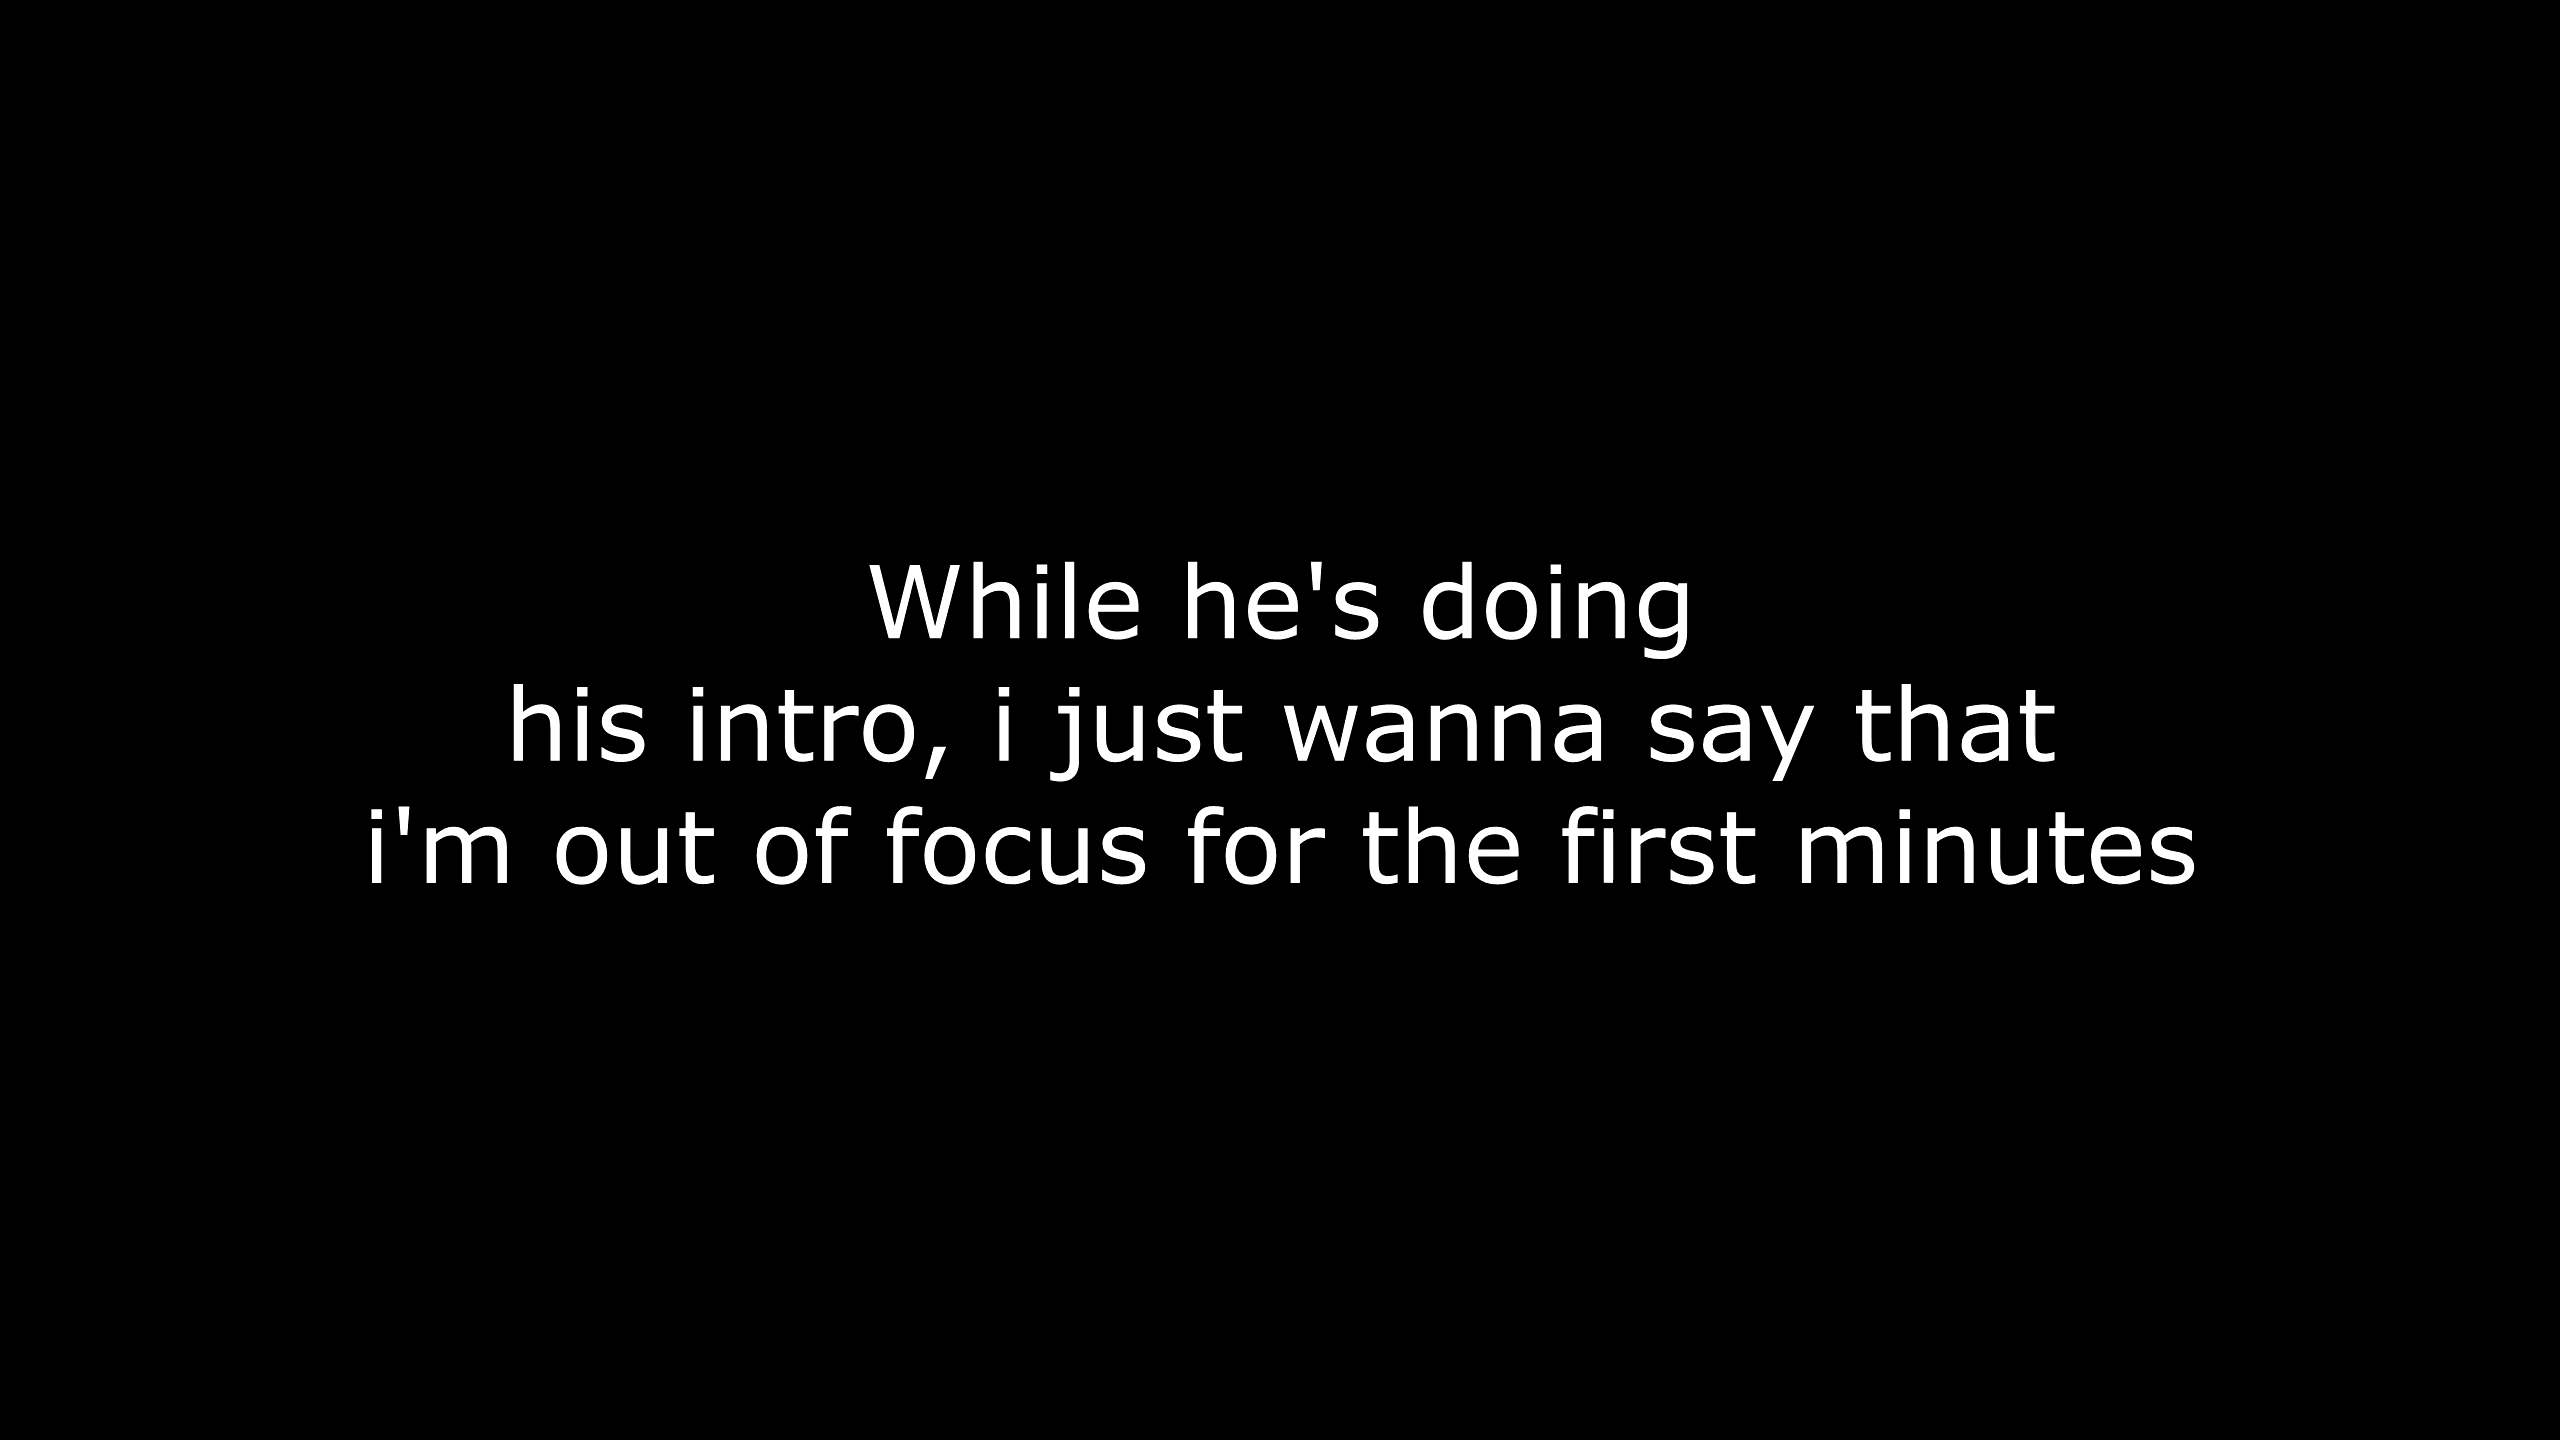 While he's doing
his intro, i just wanna say that
i'm out of focus for the first minutes